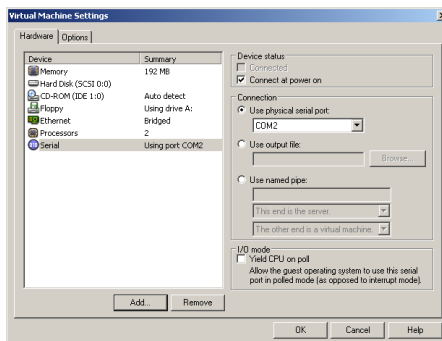 Virtual Machine Settings
Hardware Options
Device Summary
Memory 192 MB
Hard Disk (SCSI 0:0)
CD-ROM (IDE 1:0) Auto detect
Floppy Using drive A:
Ethernet Bridged
Processors 2
Serial Using port COM2
Add... Remove
Device status
Connected
Connect at power on
Connection
Use physical serial port:
COM2
Use output file:
Browse...
Use named pipe:
This end is the server.
The other end is a virtual machine.
I/O mode
Yield CPU on poll
Allow the guest operating system to use this serial
port in polled mode (as opposed to interrupt mode).
OK Cancel Help